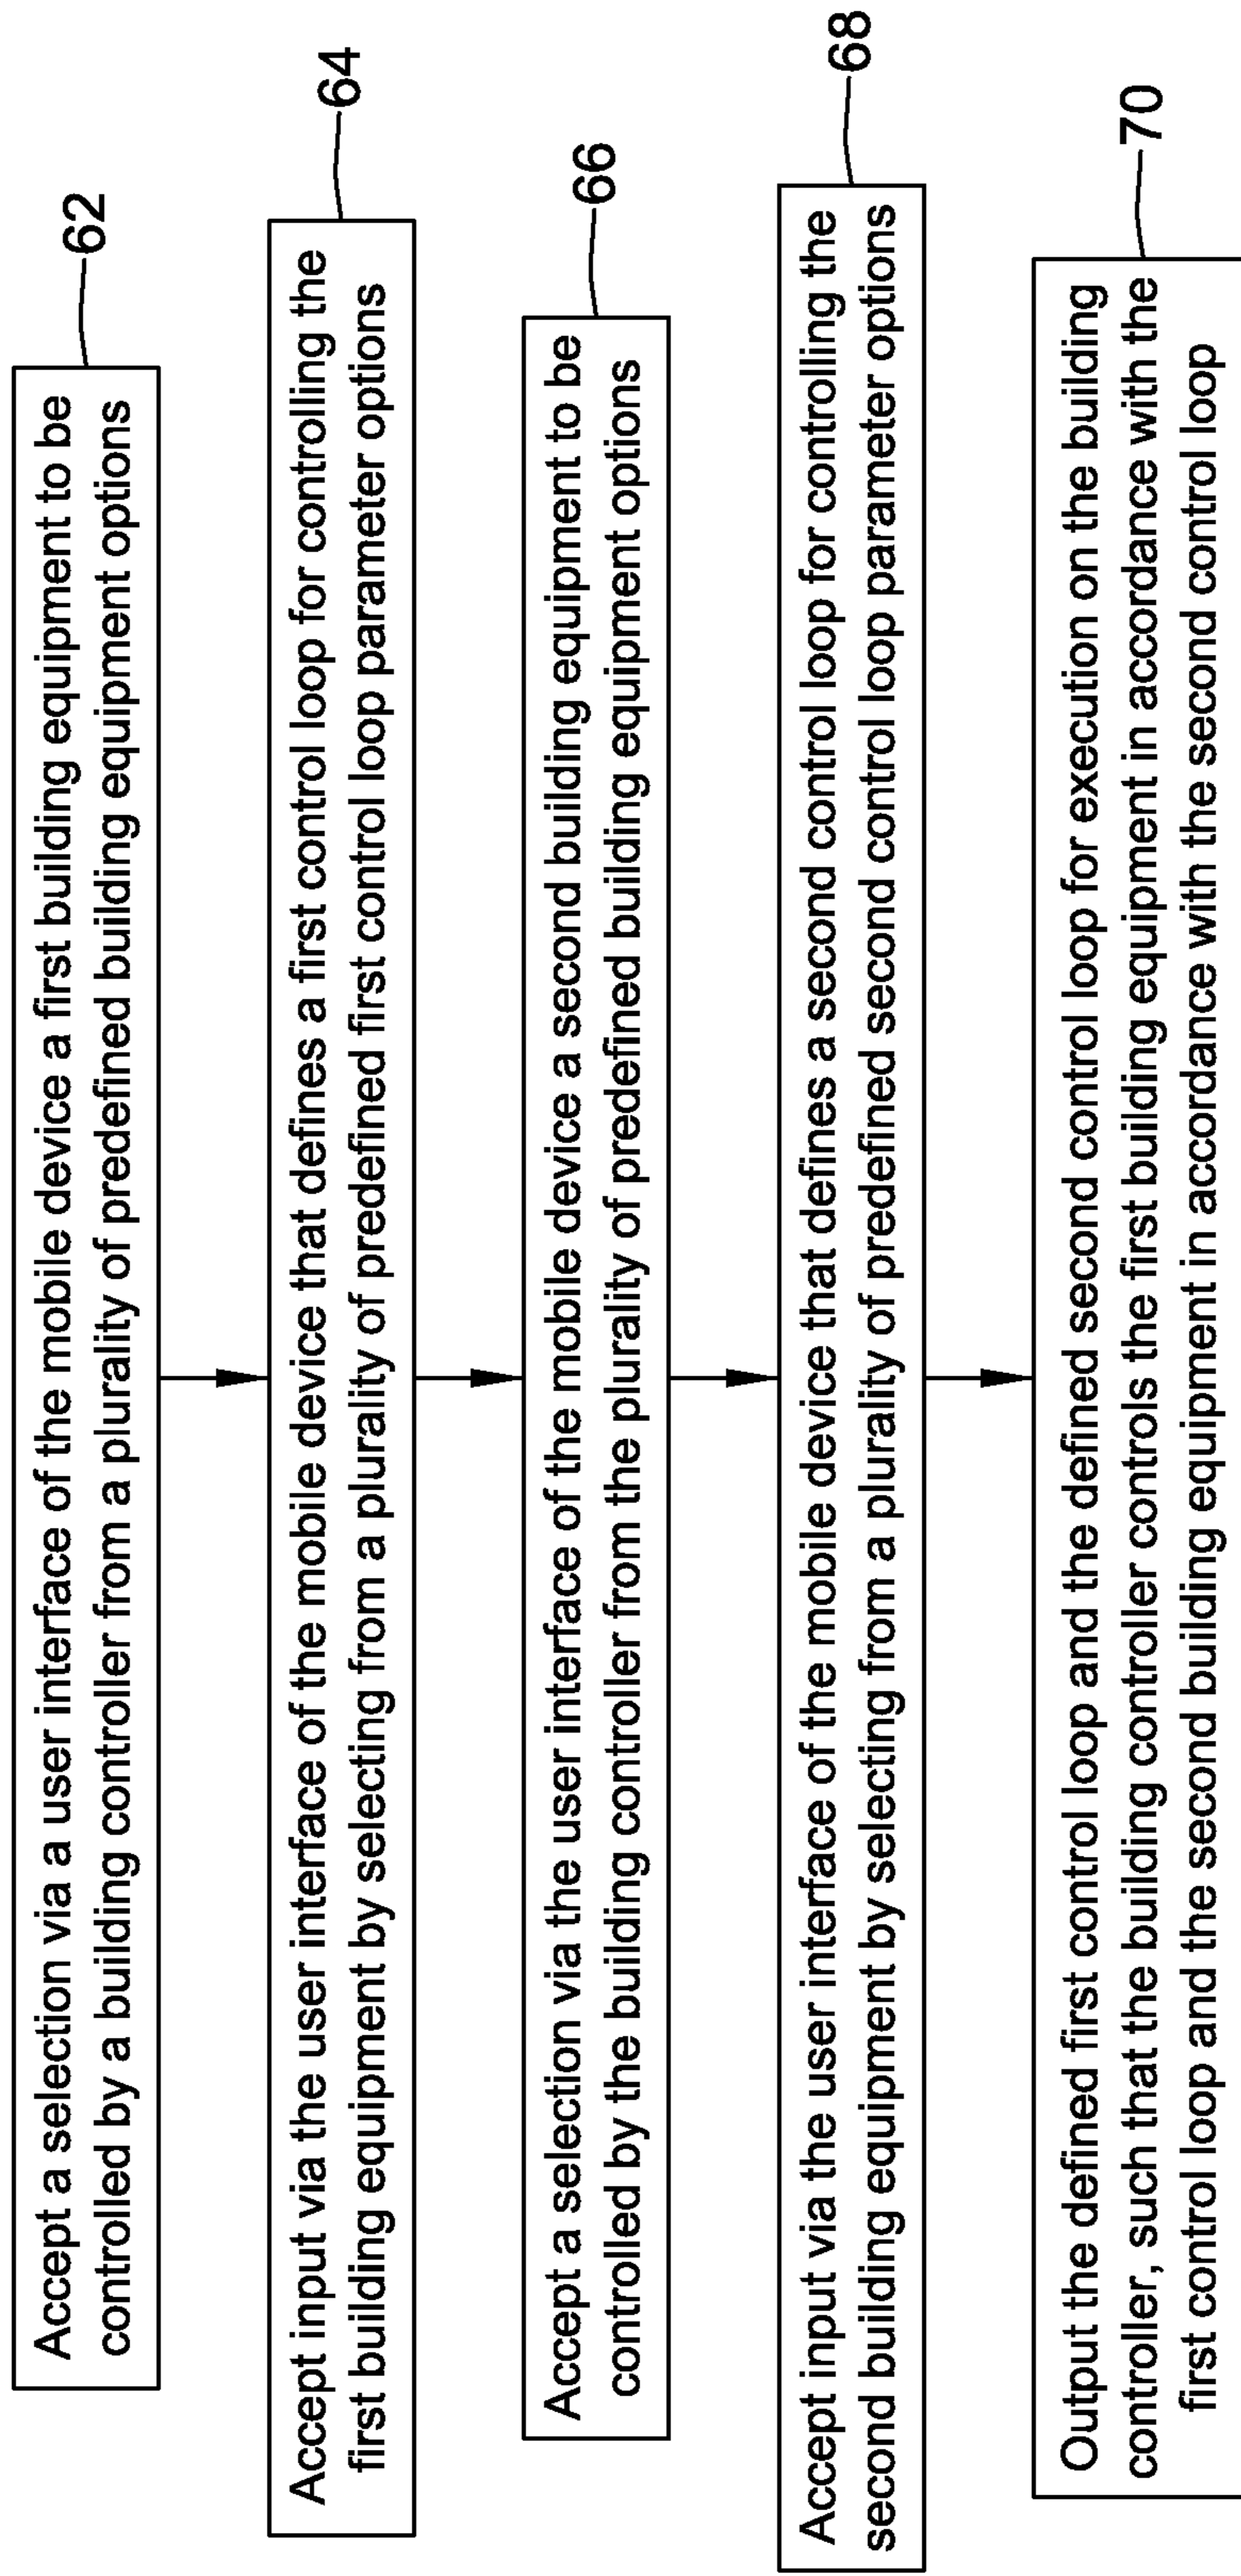 Accept a selection via a user interface of the mobile device a first building equipment to be
controlled by a building controller from a plurality of predefined building equipment options
62
Accept input via the user interface of the mobile device that defines a first control loop for controlling the
first building equipment by selecting from a plurality of predefined first control loop parameter options
64
Accept a selection via the user interface of the mobile device a second building equipment to be
controlled by the building controller from the plurality of predefined building equipment options
66
Accept input via the user interface of the mobile device that defines a second control loop for controlling the
second building equipment by selecting from a plurality of predefined second control loop parameter options
68
Output the defined first control loop and the defined second control loop for execution on the building
controller, such that the building controller controls the first building equipment in accordance with the
first control loop and the second building equipment in accordance with the second control loop
70